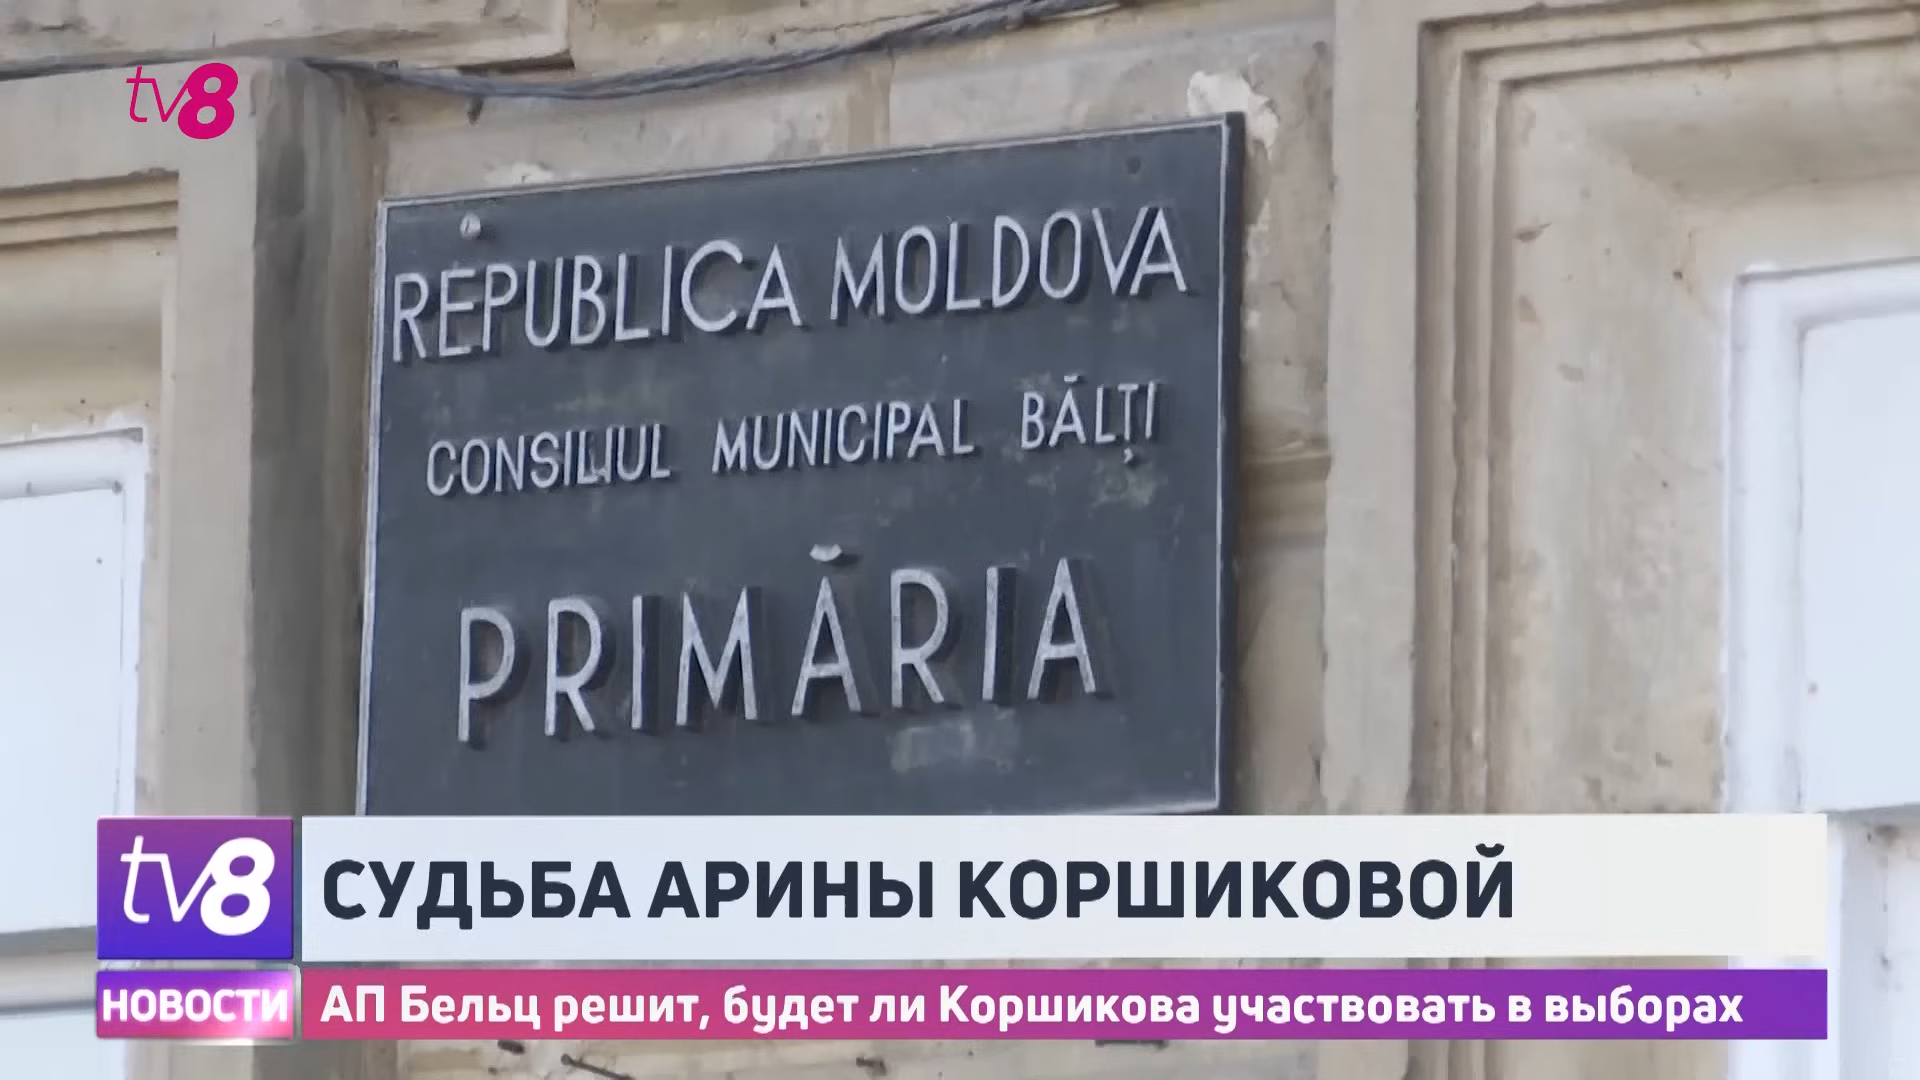 tv8
REPUBLICA MOLDOVA
CONSILIUL MUNICIPAL BĂLȚI
PRIMĂRIA
tv8
СУДЬБА АРИНЫ КОРШИКОВОЙ
НОВОСТИ
АП Бельц решит, будет ли Коршикова участвовать в выборах